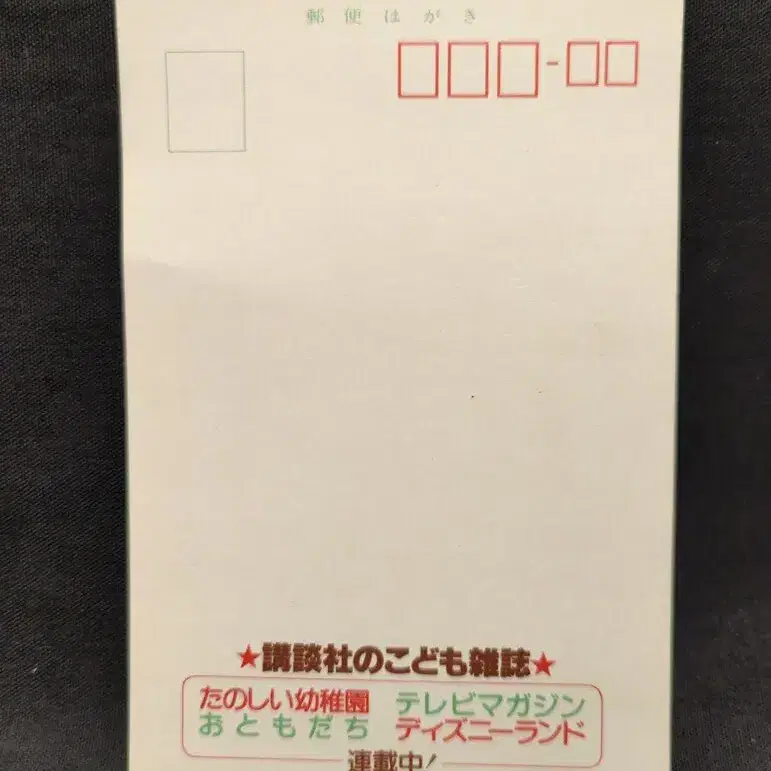 郵便はがき
★講談社のこども雑誌★
たのしい幼稚園 テレビマガジン
おともだち ディズニーランド
連載中!